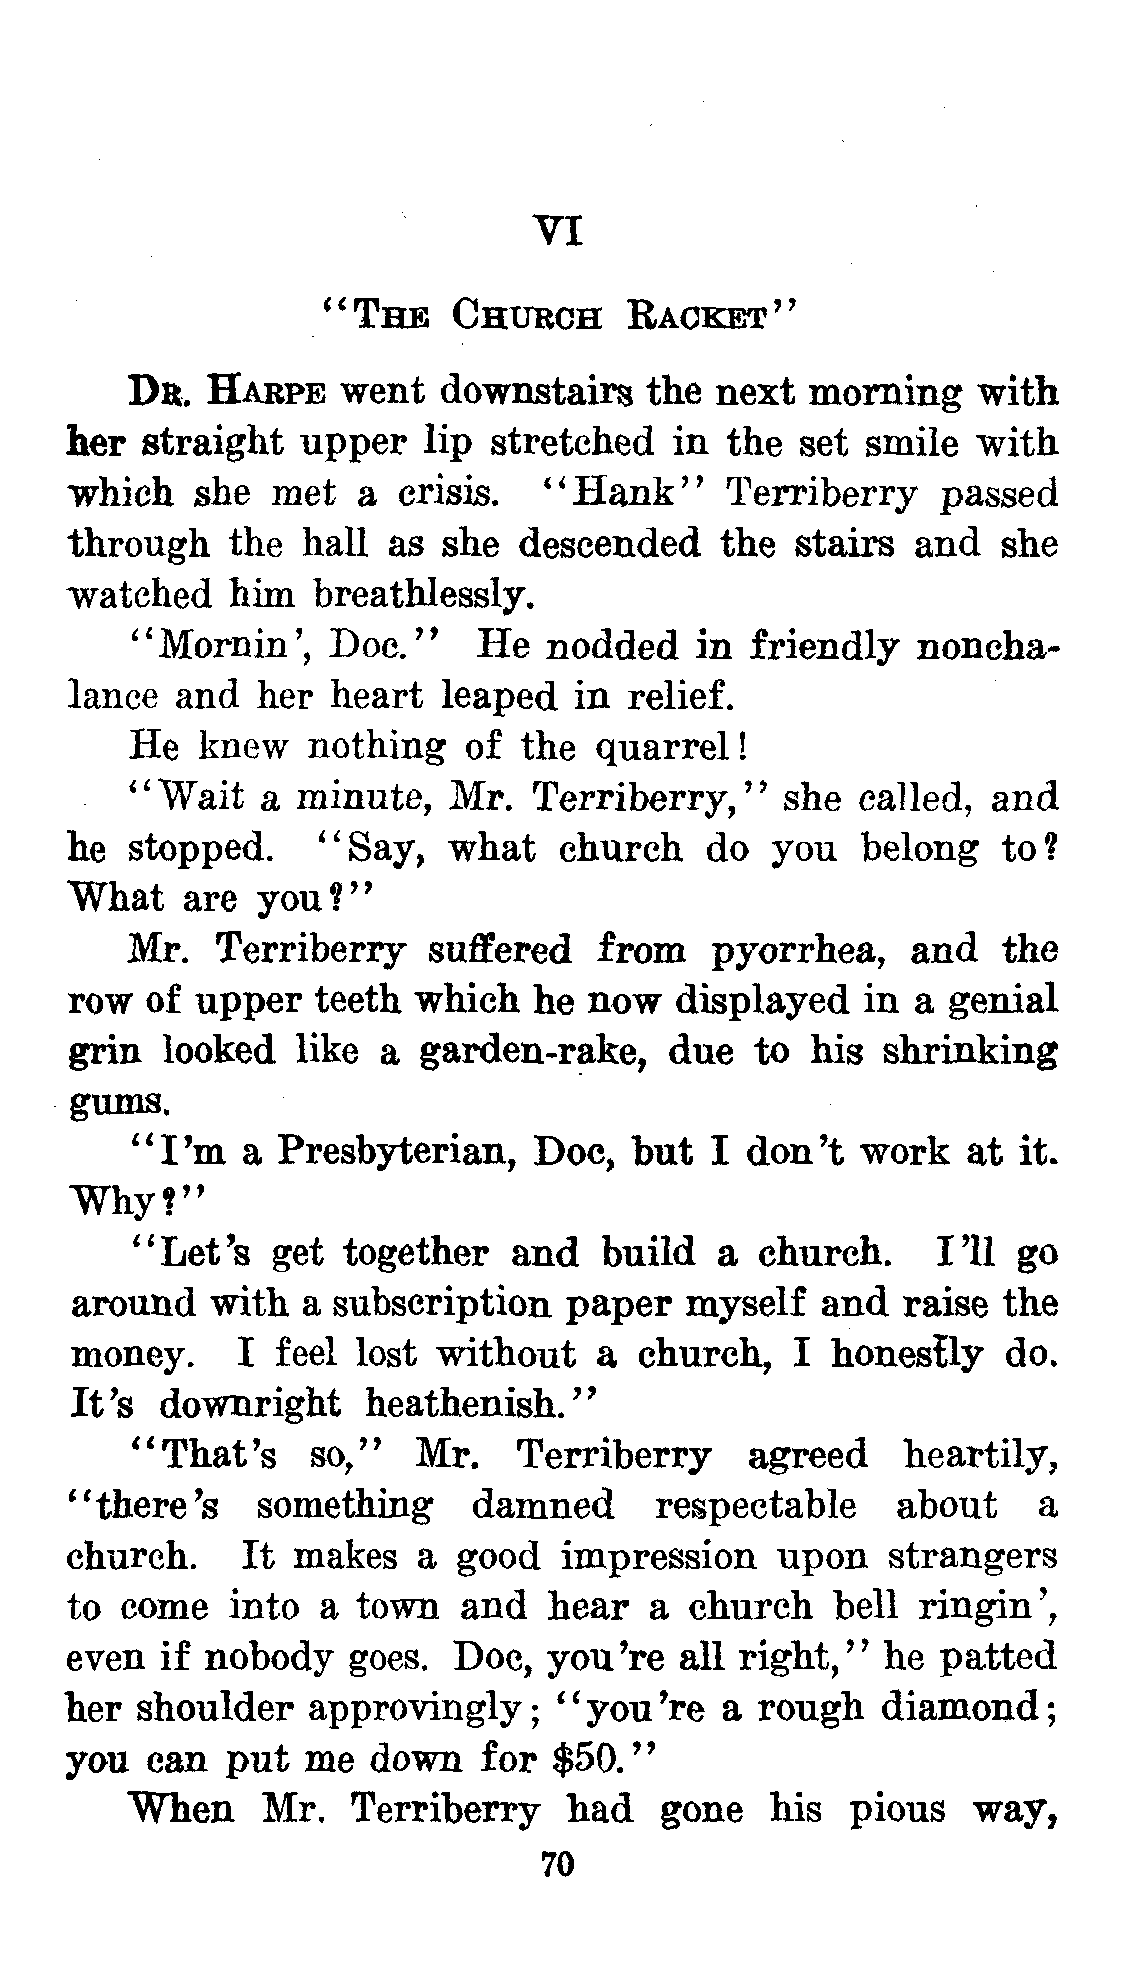 VI
"The Church Racket"
Dr. Harpe went downstairs the next morning with
her straight upper lip stretched in the set smile with
which she met a crisis. "Hank" Terriberry passed
through the hall as she descended the stairs and she
watched him breathlessly.
"Mornin', Doc." He nodded in friendly noncha-
lance and her heart leaped in relief.
He knew nothing of the quarrel!
"Wait a minute, Mr. Terriberry," she called, and
he stopped. "Say, what church do you belong to?
What are you?"
Mr. Terriberry suffered from pyorrhea, and the
row of upper teeth which he now displayed in a genial
grin looked like a garden-rake, due to his shrinking
gums.
"I'm a Presbyterian, Doc, but I don't work at it.
Why?"
"Let's get together and build a church. I'll go
around with a subscription paper myself and raise the
money. I feel lost without a church, I honestly do.
It's downright heathenish."
"That's so," Mr. Terriberry agreed heartily,
"there's something damned respectable about a
church. It makes a good impression upon strangers
to come into a town and hear a church bell ringin',
even if nobody goes. Doc, you're all right," he patted
her shoulder approvingly; "you're a rough diamond;
you can put me down for $50."
When Mr. Terriberry had gone his pious way,
70